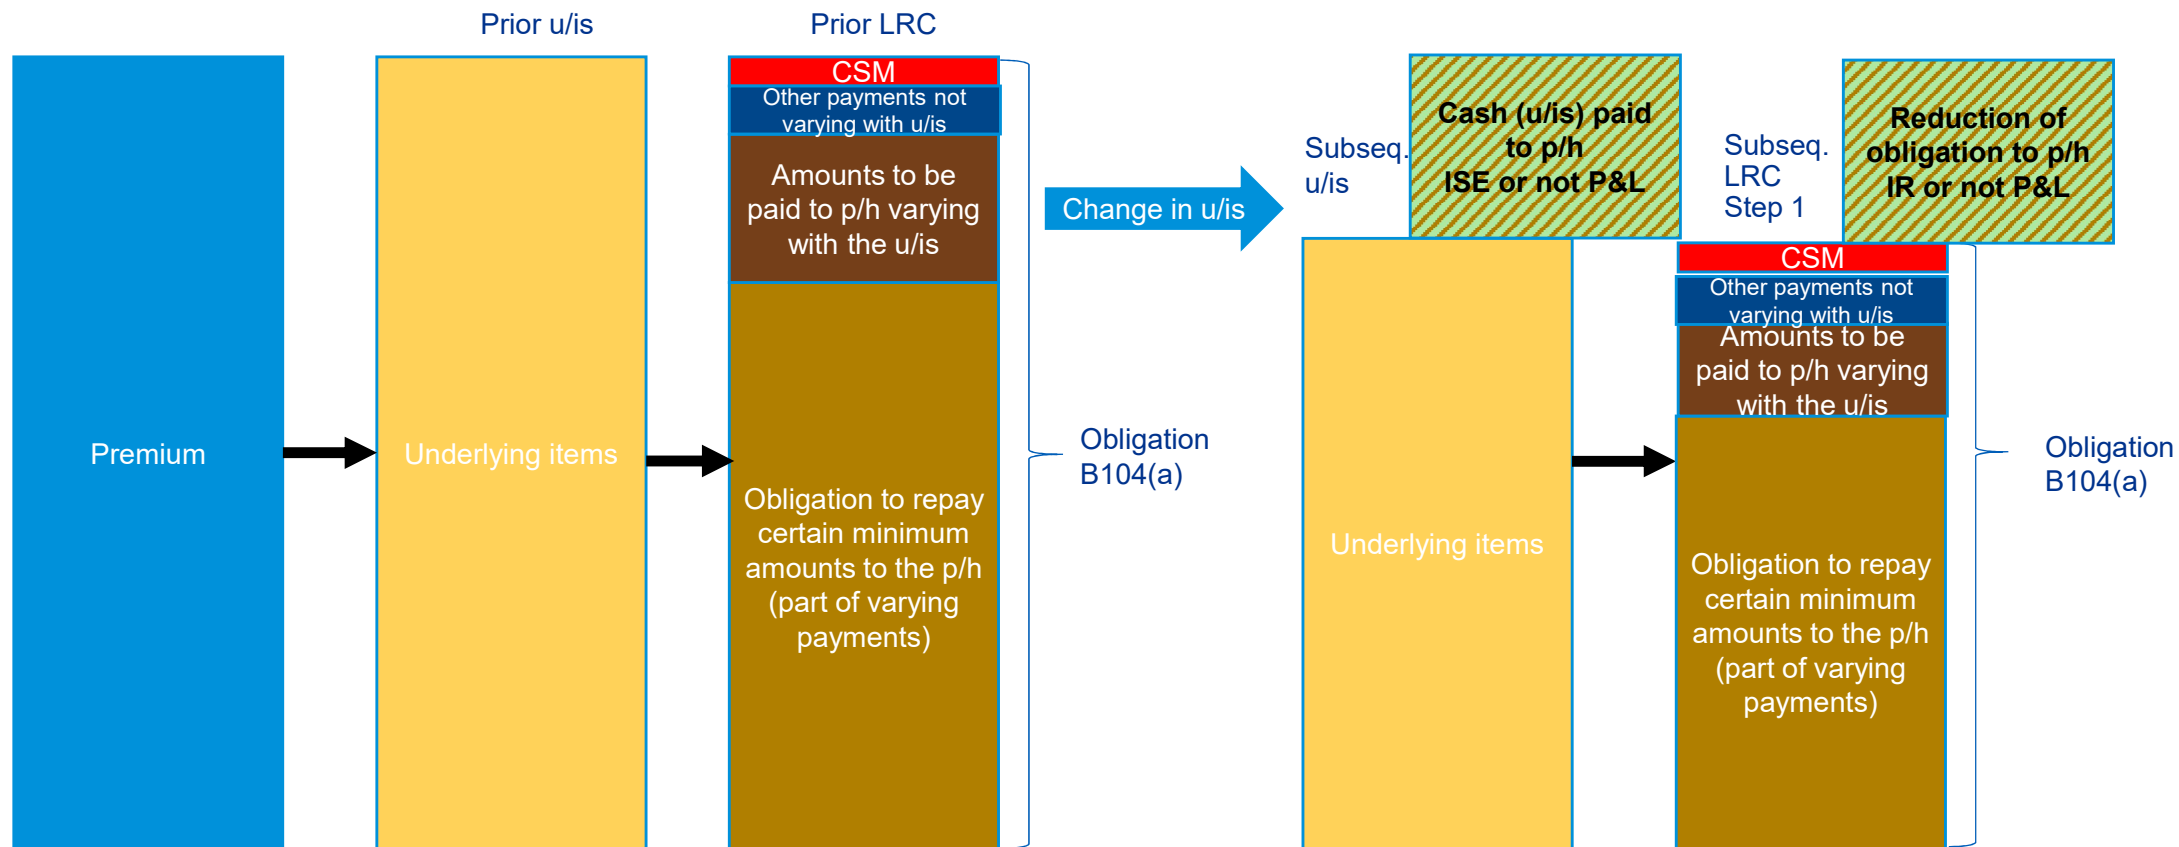 Prior u/is
Prior LRC
Premium
Underlying items
CSM
Other payments not
varying with u/is
Amounts to be
paid to p/h varying
with the u/is
Obligation to repay
certain minimum
amounts to the p/h
(part of varying
payments)
Obligation
B104(a)
Change in u/is
Subseq.
u/is
Cash (u/is) paid
to p/h
ISE or not P&L
Underlying items
Subseq.
LRC
Step 1
Reduction of
obligation to p/h
IR or not P&L
CSM
Other payments not
varying with u/is
Amounts to be
paid to p/h varying
with the u/is
Obligation to repay
certain minimum
amounts to the p/h
(part of varying
payments)
Obligation
B104(a)